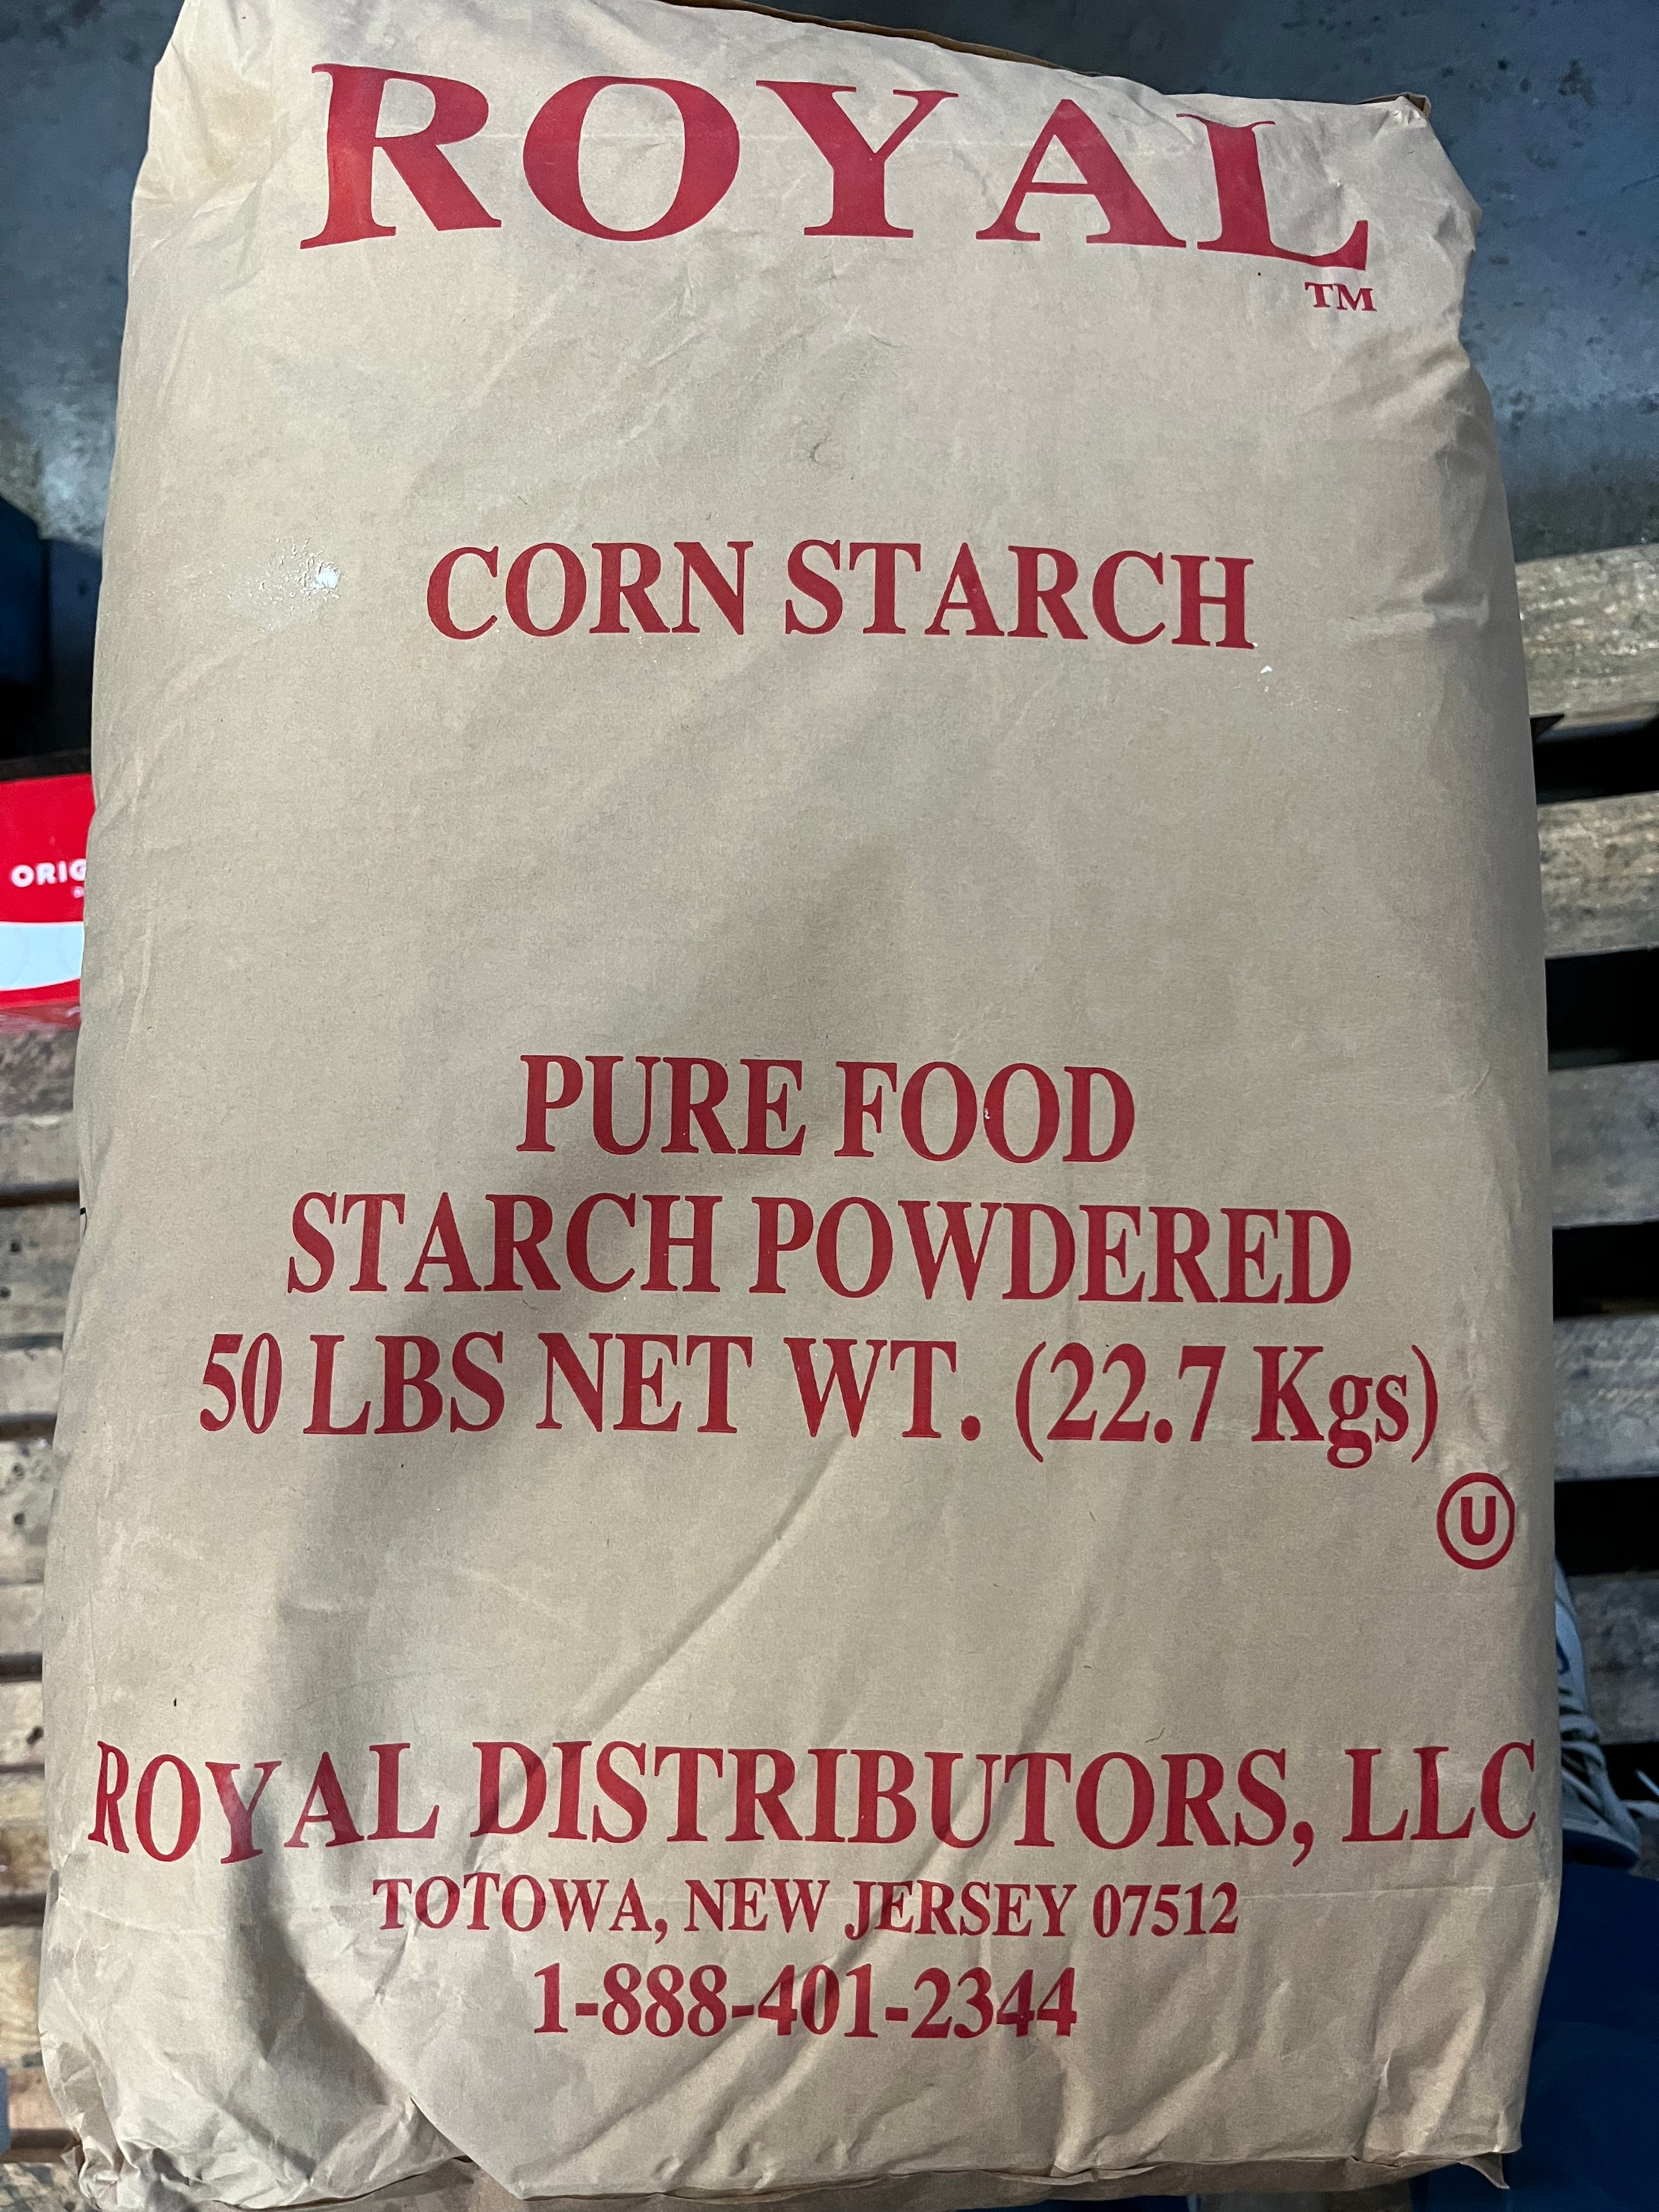 ROYAL
TM
CORN STARCH
ORIG
PURE FOOD
STARCH POWDERED
50 LBS NET WT. (22.7 Kgs)
U
ROYAL DISTRIBUTORS, LLC
TOTOWA, NEW JERSEY 07512
1-888-401-2344